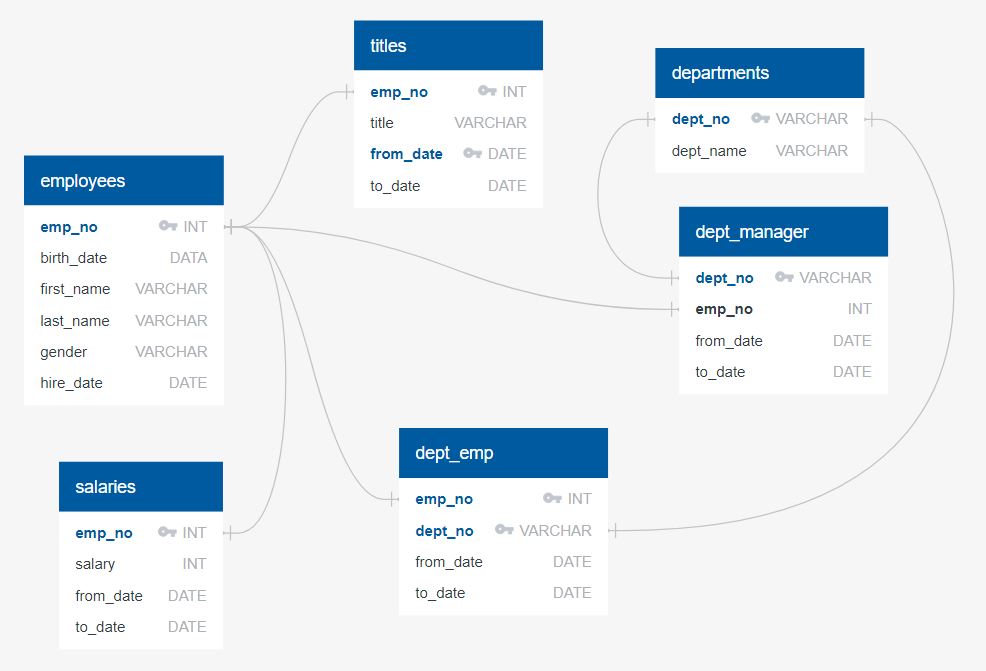 titles
emp_no INT
title VARCHAR
from_date DATE
to_date DATE
departments
dept_no VARCHAR
dept_name VARCHAR
employees
emp_no INT
birth_date DATA
first_name VARCHAR
last_name VARCHAR
gender VARCHAR
hire_date DATE
dept_manager
dept_no VARCHAR
emp_no INT
from_date DATE
to_date DATE
salaries
emp_no INT
salary INT
from_date DATE
to_date DATE
dept_emp
emp_no INT
dept_no VARCHAR
from_date DATE
to_date DATE